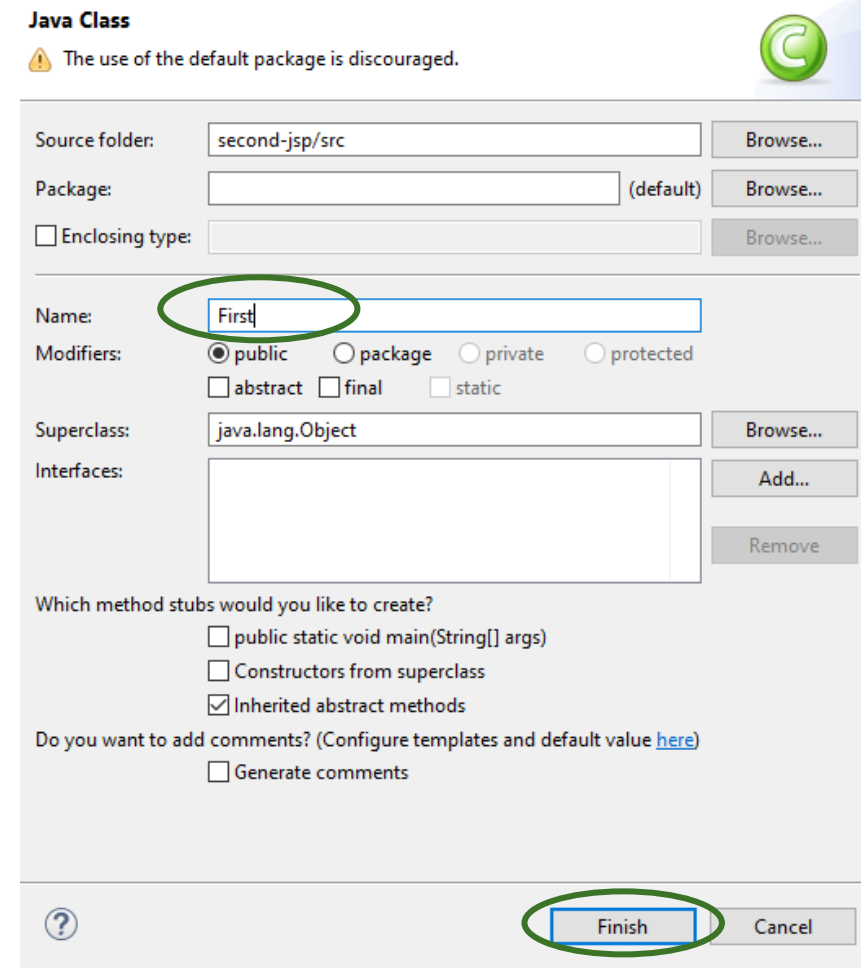 Java Class
The use of the default package is discouraged.
Source folder: second-jsp/src Browse...
Package: (default) Browse...
Enclosing type: Browse...
Name: First
Modifiers: public package private protected
abstract final static
Superclass: java.lang.Object Browse...
Interfaces: Add...
Remove
Which method stubs would you like to create?
public static void main(String[] args)
Constructors from superclass
Inherited abstract methods
Do you want to add comments? (Configure templates and default value here)
Generate comments
? Finish Cancel